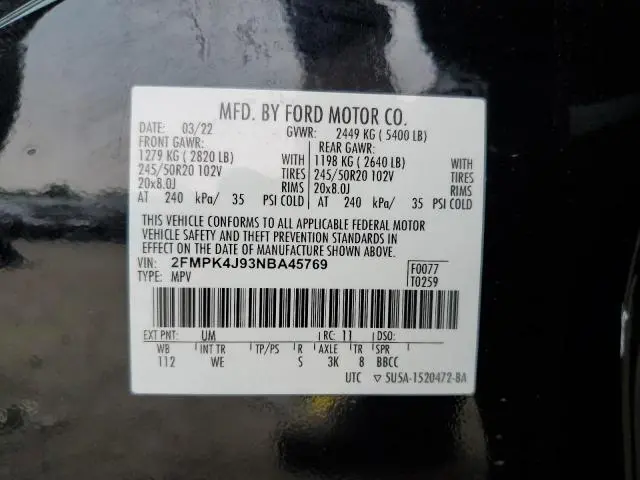 MFD. BY FORD MOTOR CO.
DATE: 03/22 GVWR: 2449 KG ( 5400 LB)
FRONT GAWR: REAR GAWR:
1279 KG ( 2820 LB) WITH 1198 KG ( 2640 LB) WITH
245/50R20 102V TIRES 245/50R20 102V TIRES
20x8.0J RIMS 20x8.0J RIMS
AT 240 kPa/ 35 PSI COLD AT 240 kPa/ 35 PSI COLD
THIS VEHICLE CONFORMS TO ALL APPLICABLE FEDERAL MOTOR
VEHICLE SAFETY AND THEFT PREVENTION STANDARDS IN
EFFECT ON THE DATE OF MANUFACTURE SHOWN ABOVE.
VIN: 2FMPK4J93NBA45769 F0077
TYPE: MPV T0259
EXT PNT: UM RC: 11 DSO:
WB INT TR TP/PS R AXLE TR SPR
112 WE S 3K 8 BBCC
UTC ▽ 5U5A-1520472-BA